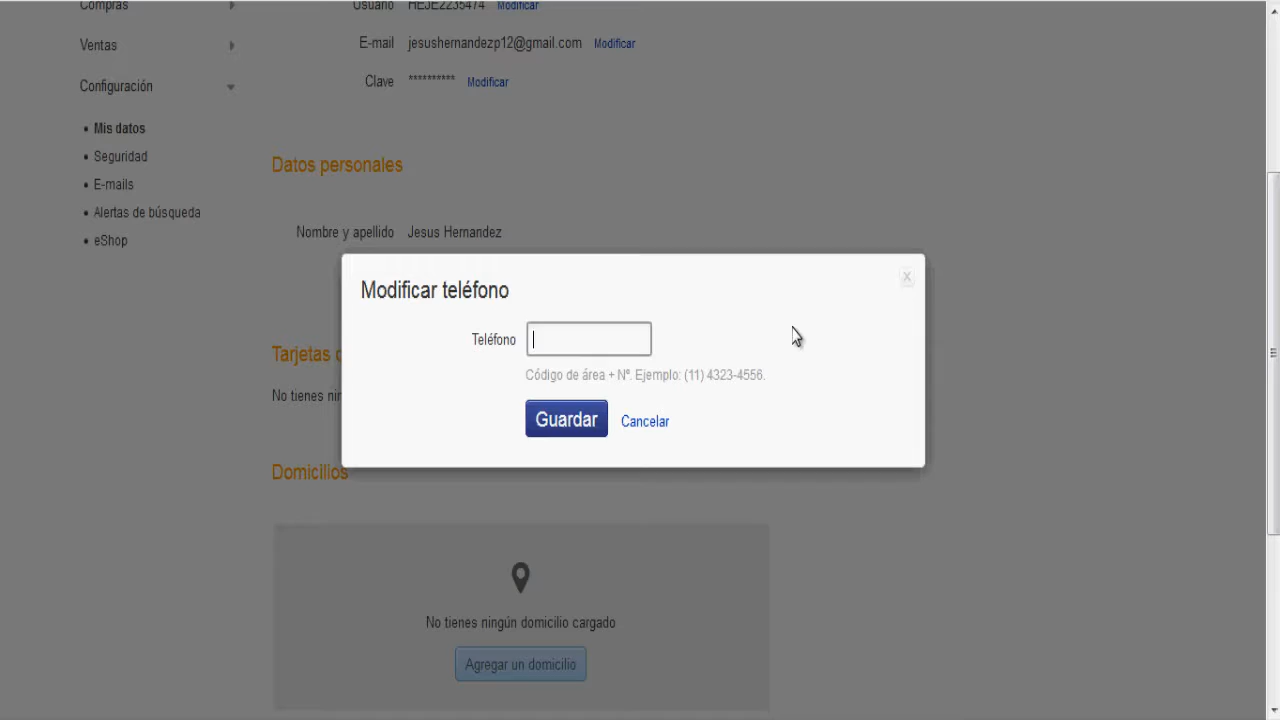 Compras
Usuario HEJE2235474 Modificar
Ventas
E-mail jesushernandezp12@gmail.com Modificar
Configuración
Clave ********** Modificar
• Mis datos
• Seguridad
• E-mails
• Alertas de búsqueda
• eShop
Datos personales
Nombre y apellido Jesus Hernandez
Modificar teléfono
x
Teléfono
Código de área + Nº. Ejemplo: (11) 4323-4556.
Guardar Cancelar
Tarjetas
No tienes
Domicilios
No tienes ningún domicilio cargado
Agregar un domicilio